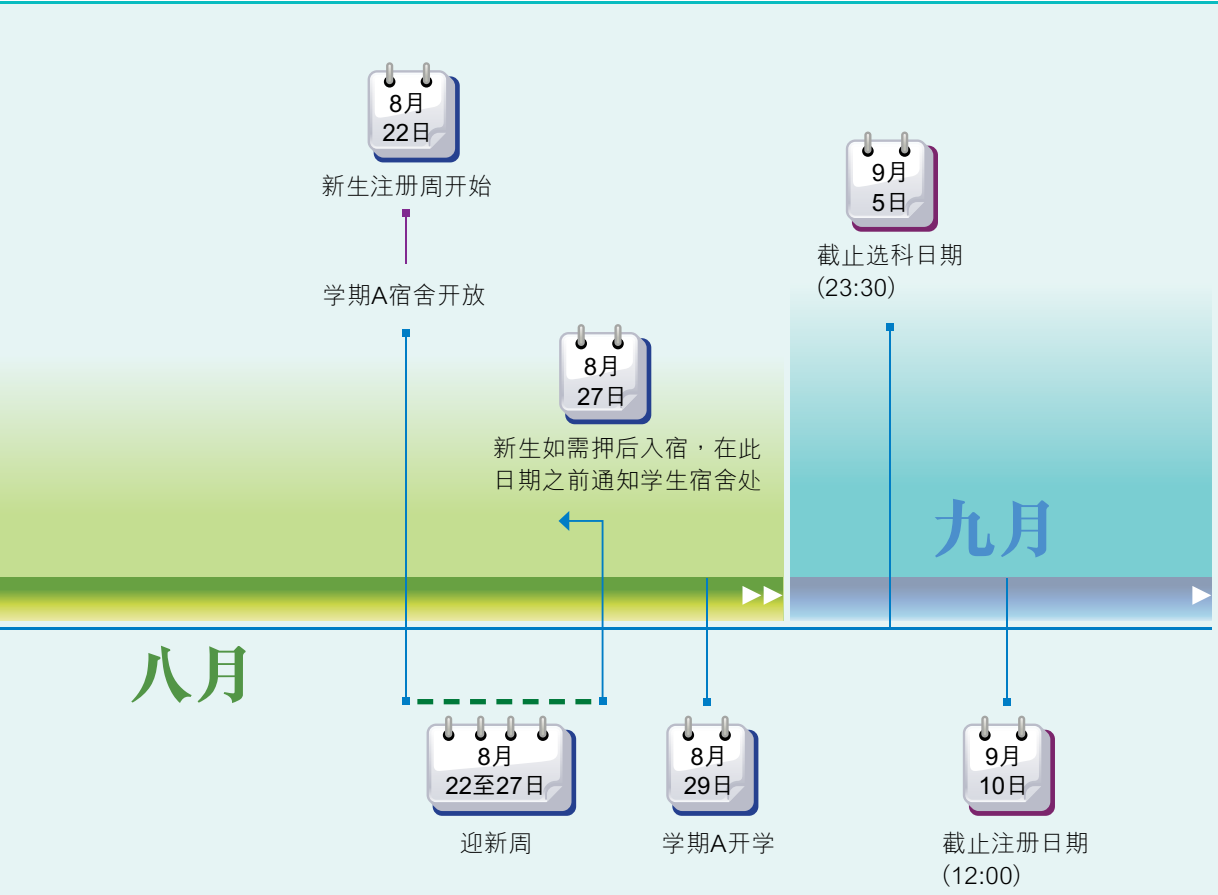 8月
22日
新生注册周开始
学期A宿舍开放
8月
27日
新生如需押后入宿，在此
日期之前通知学生宿舍处
9月
5日
截止选科日期
(23:30)
九月
八月
8月
22至27日
迎新周
8月
29日
学期A开学
9月
10日
截止注册日期
(12:00)